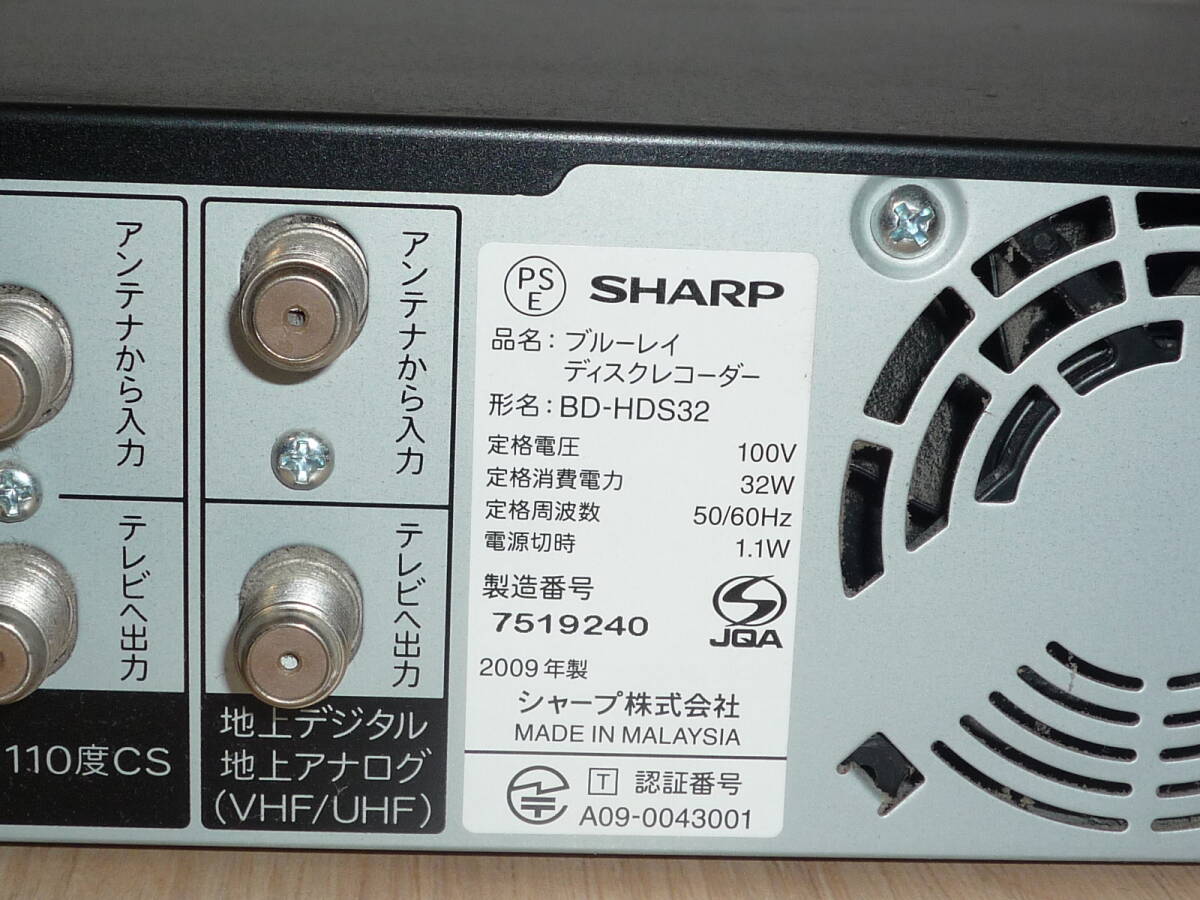 アンテナから入力
テレビへ出力
110度CS
アンテナから入力
テレビへ出力
地上デジタル
地上アナログ
(VHF/UHF)
PS
E
SHARP
品名：ブルーレイ
ディスクレコーダー
形名：BD-HDS32
定格電圧 100V
定格消費電力 32W
定格周波数 50/60Hz
電源切時 1.1W
製造番号
7519240
JQA
2009年製
シャープ株式会社
MADE IN MALAYSIA
T 認証番号
A09-0043001